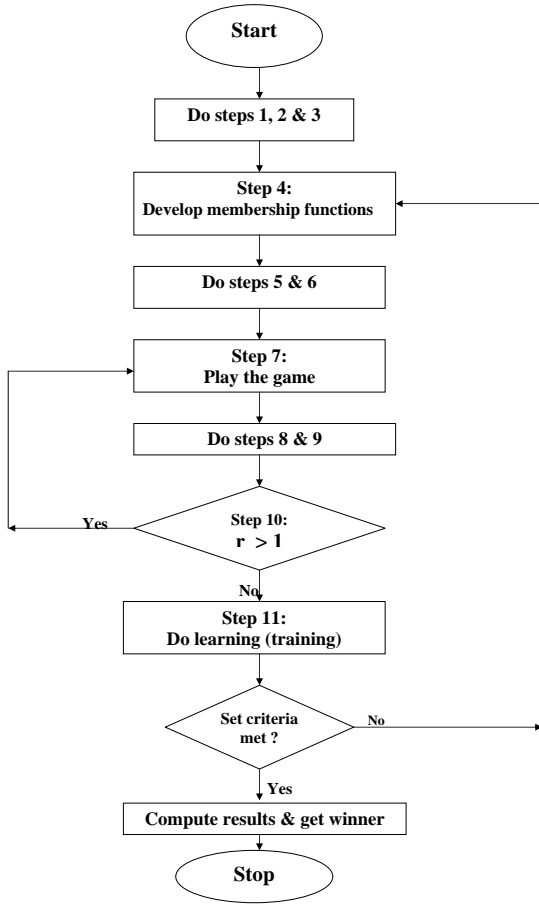 Start
Do steps 1, 2 & 3
Step 4:
Develop membership functions
Do steps 5 & 6
Step 7:
Play the game
Do steps 8 & 9
Step 10:
r > 1
Yes
No
Step 11:
Do learning (training)
Set criteria
met ?
No
Yes
Compute results & get winner
Stop